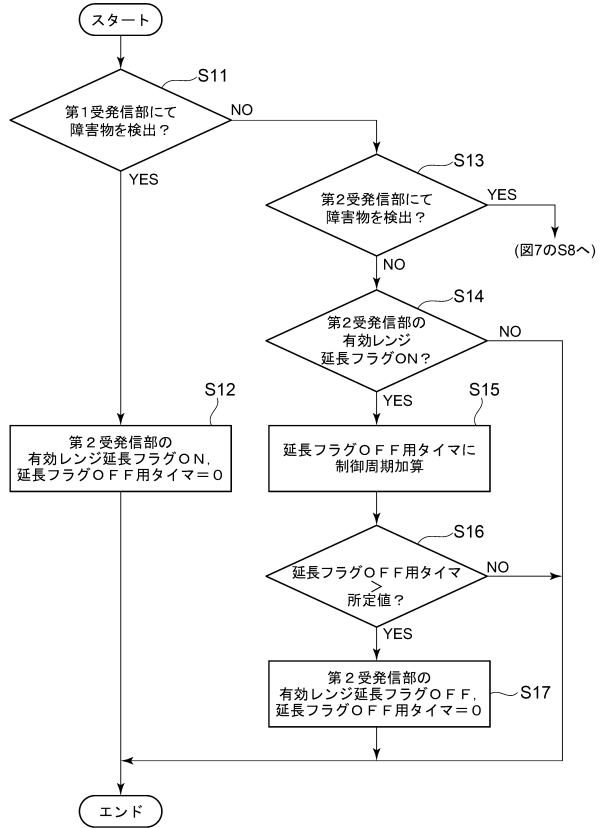 スタート
S11
第1受発信部にて
障害物を検出？
NO
YES
S13
第2受発信部にて
障害物を検出？
YES
(図7のS8へ)
NO
S14
第2受発信部の
有効レンジ
延長フラグON？
NO
YES
S12
第２受発信部の
有効レンジ延長フラグＯＮ，
延長フラグＯＦＦ用タイマ＝０
S15
延長フラグＯＦＦ用タイマに
制御周期加算
S16
延長フラグＯＦＦ用タイマ
＞
所定値？
NO
YES
S17
第２受発信部の
有効レンジ延長フラグＯＦＦ，
延長フラグＯＦＦ用タイマ＝０
エンド